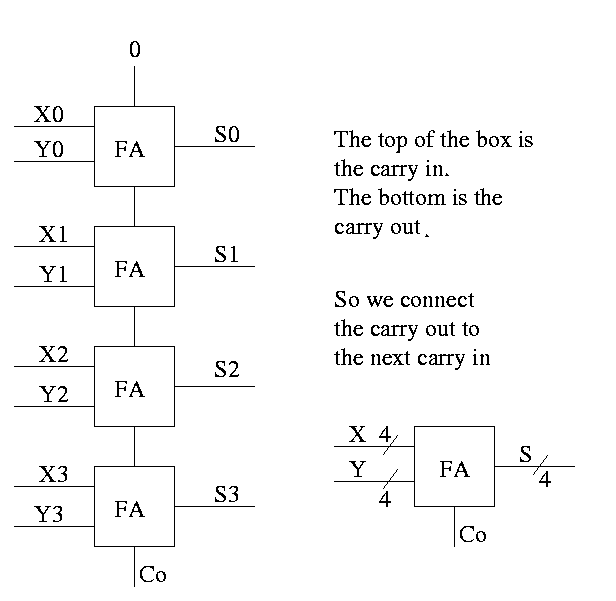 0
X0
Y0
FA
S0
X1
Y1
FA
S1
X2
Y2
FA
S2
X3
Y3
FA
S3
Co
The top of the box is
the carry in.
The bottom is the
carry out .
So we connect
the carry out to
the next carry in
X 4
Y
4
FA
S
4
Co